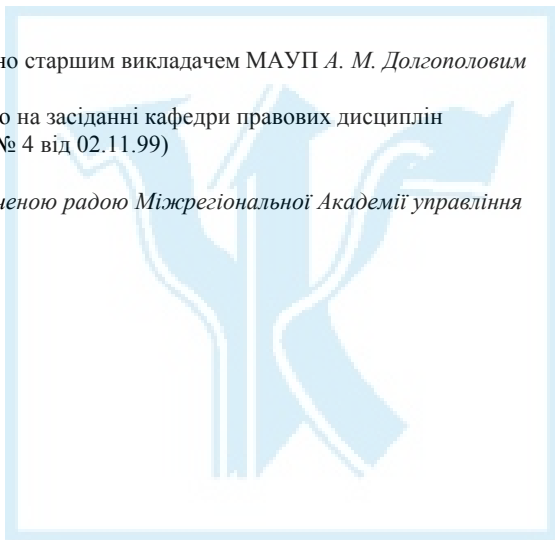 но старшим викладачем МАУП А. М. Долгополовим
о на засіданні кафедри правових дисциплін
№ 4 від 02.11.99)
ченою радою Міжрегіональної Академії управління